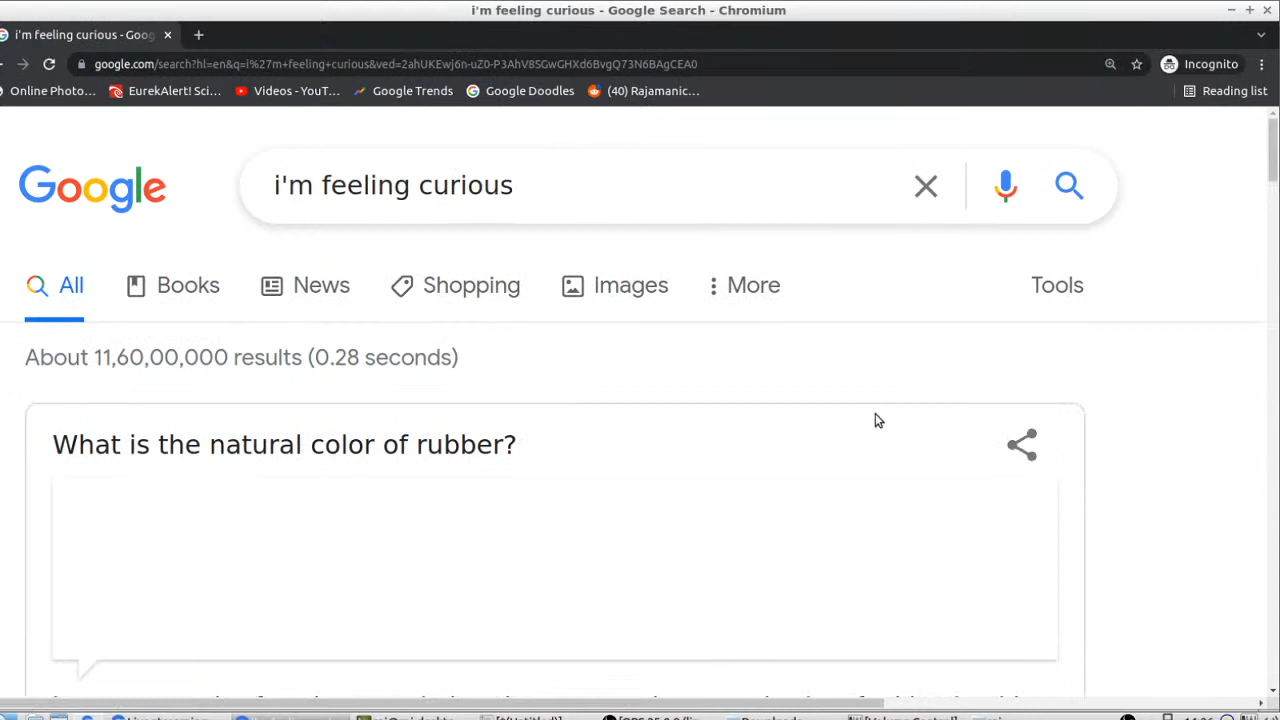 i'm feeling curious - Google Search - Chromium
i'm feeling curious - Goog
google.com/search?hl=en&q=i%27m+feeling+curious&ved=2ahUKEwj6n-uZ0-P3AhV8SGwGHXd6BvgQ73N6BAgCEA0
Incognito
Online Photo...
EurekAlert! Sci...
Videos - YouT...
Google Trends
Google Doodles
(40) Rajamanic...
Reading list
Google
i'm feeling curious
All
Books
News
Shopping
Images
More
Tools
About 11,60,00,000 results (0.28 seconds)
What is the natural color of rubber?